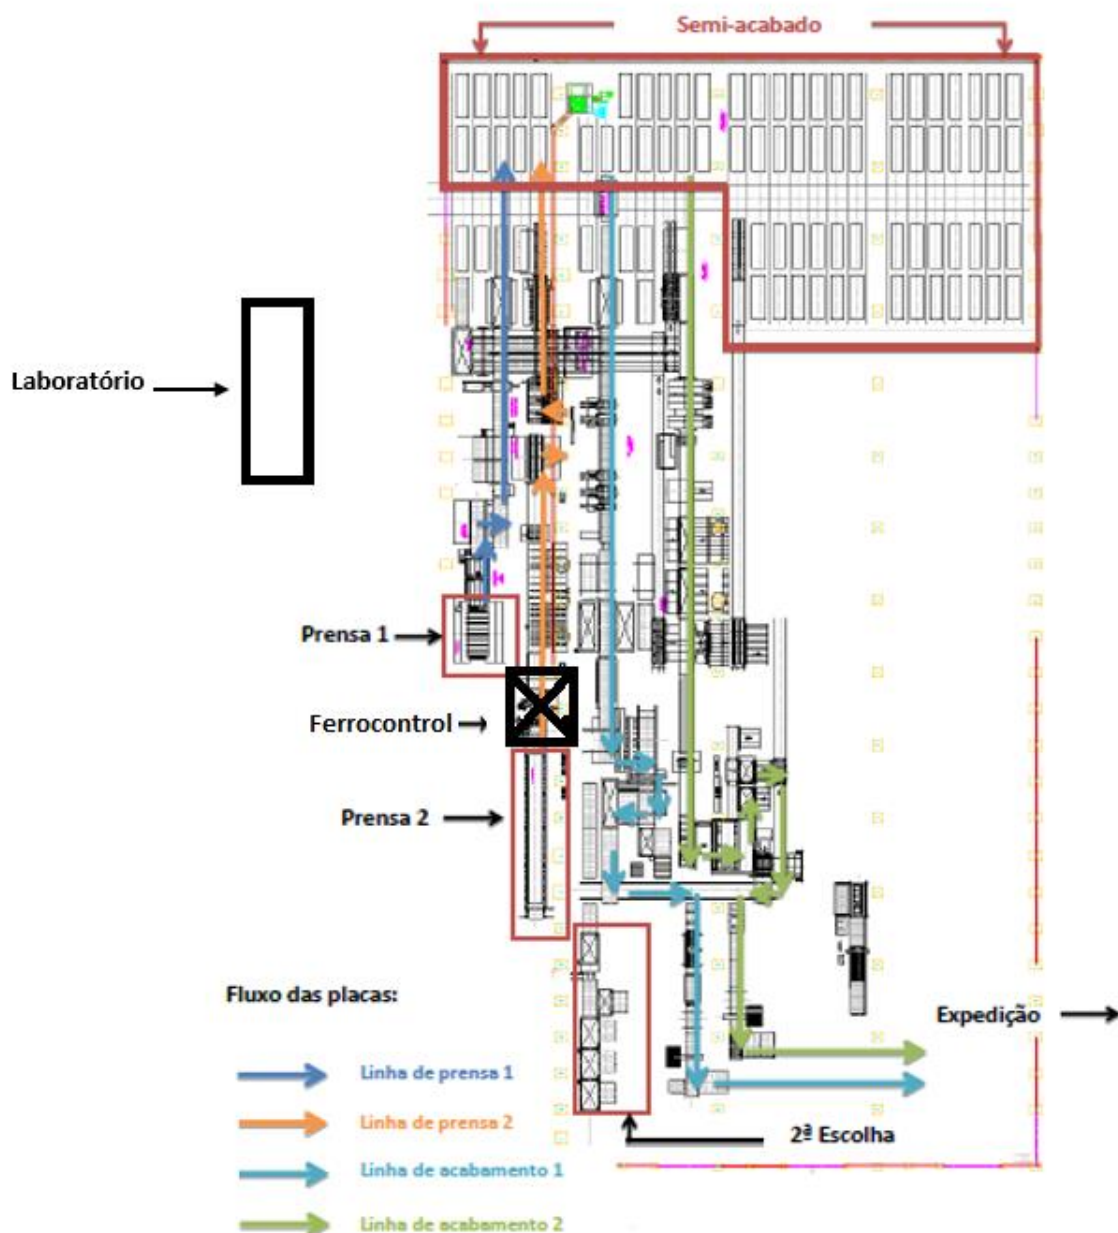 Semi-acabado
Laboratório
Prensa 1
Ferrocontrol
Prensa 2
Fluxo das placas:
Expedição
Linha de prensa 1
Linha de prensa 2
2ª Escolha
Linha de acabamento 1
Linha de acabamento 2